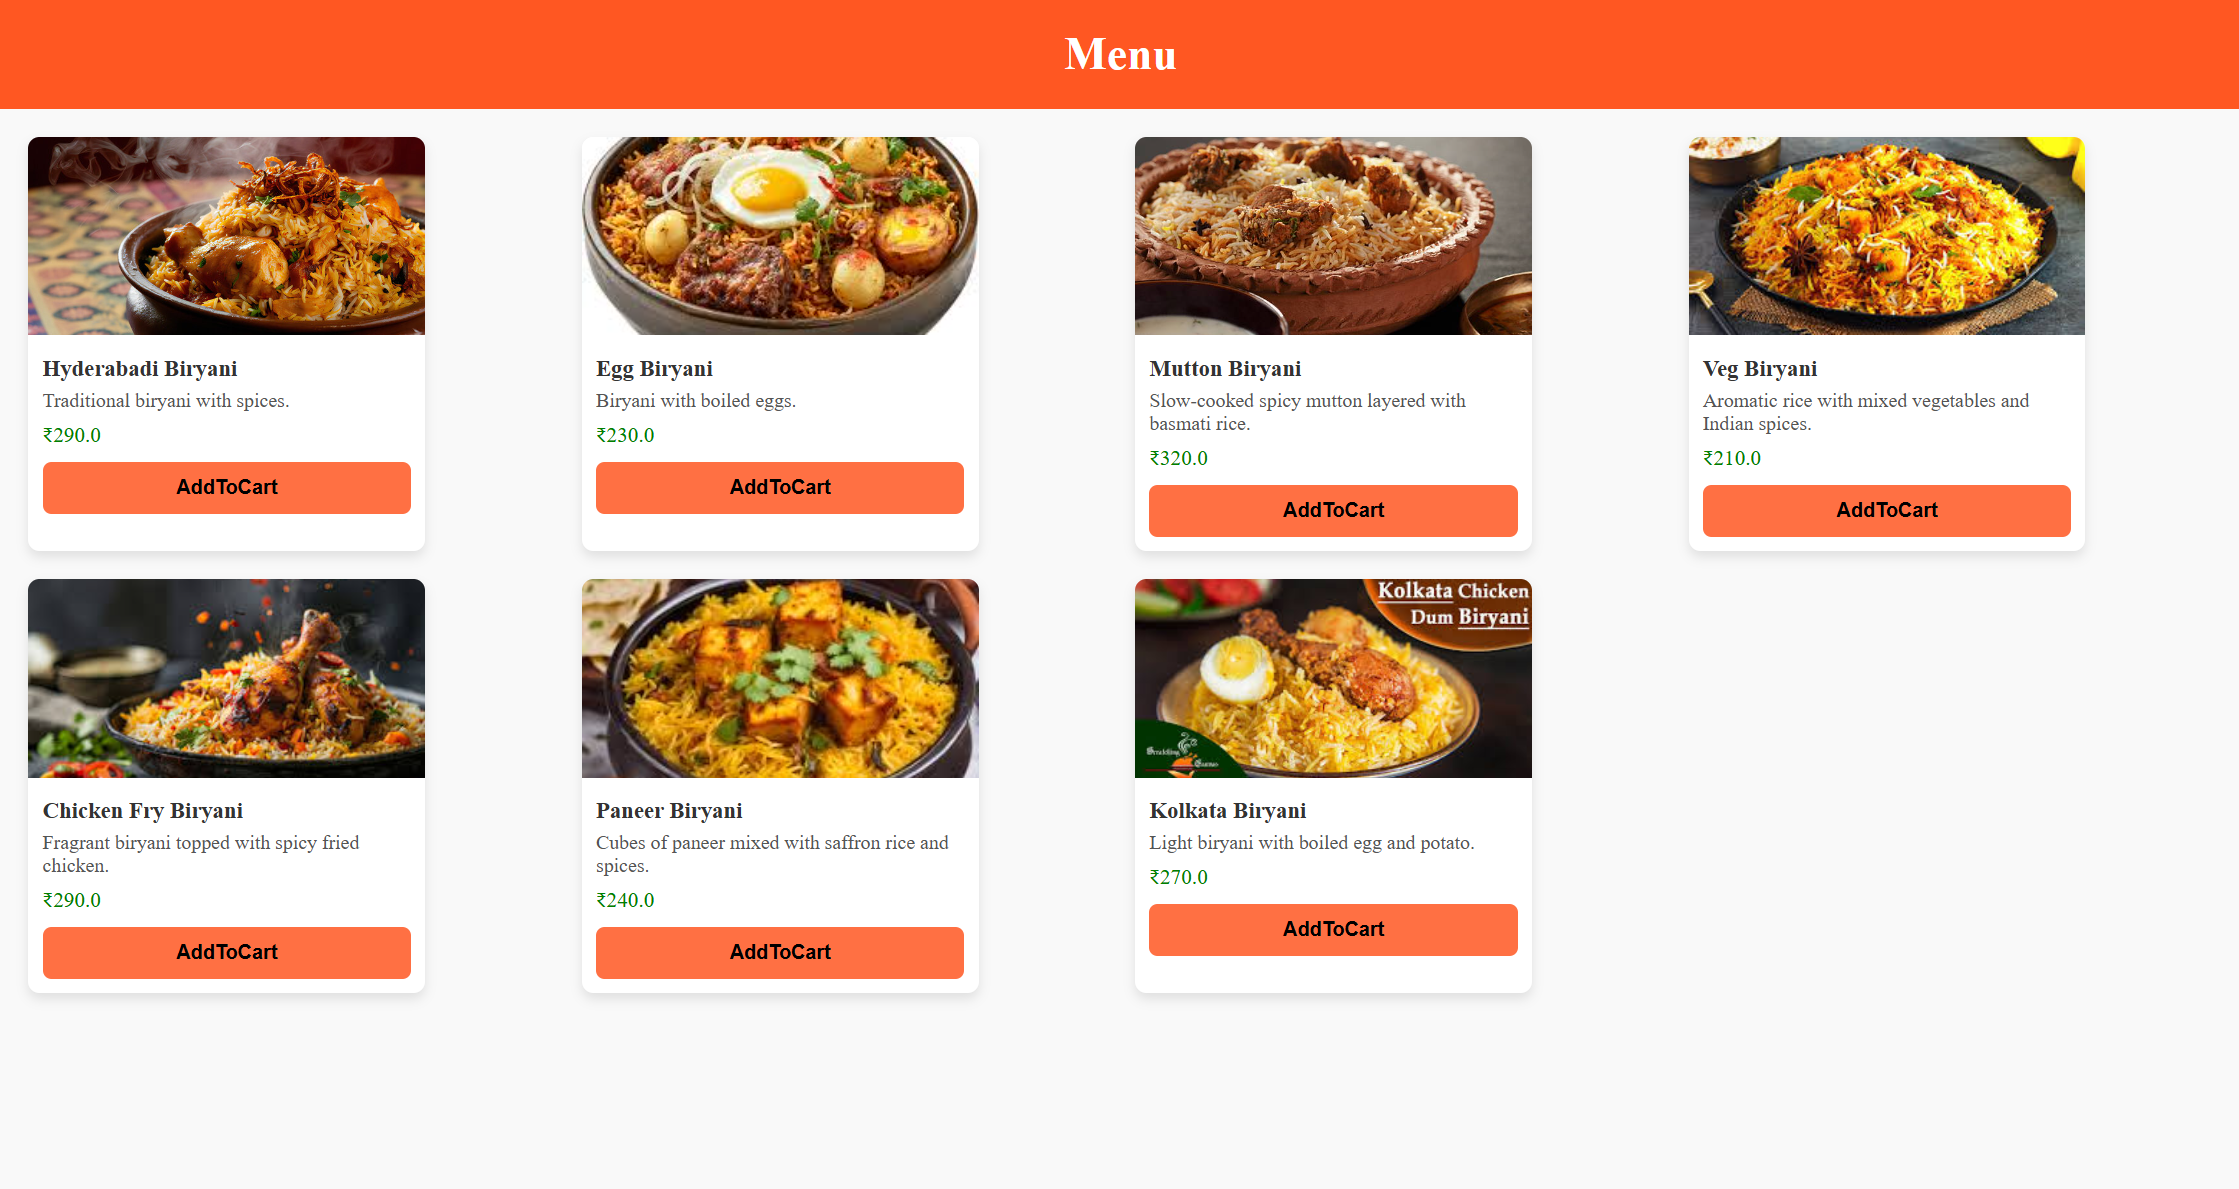 Menu
Hyderabadi Biryani
Traditional biryani with spices.
₹290.0
AddToCart
Egg Biryani
Biryani with boiled eggs.
₹230.0
AddToCart
Mutton Biryani
Slow-cooked spicy mutton layered with
basmati rice.
₹320.0
AddToCart
Veg Biryani
Aromatic rice with mixed vegetables and
Indian spices.
₹210.0
AddToCart
Chicken Fry Biryani
Fragrant biryani topped with spicy fried
chicken.
₹290.0
AddToCart
Paneer Biryani
Cubes of paneer mixed with saffron rice and
spices.
₹240.0
AddToCart
Kolkata Chicken
Dum Biryani
Kolkata Biryani
Light biryani with boiled egg and potato.
₹270.0
AddToCart